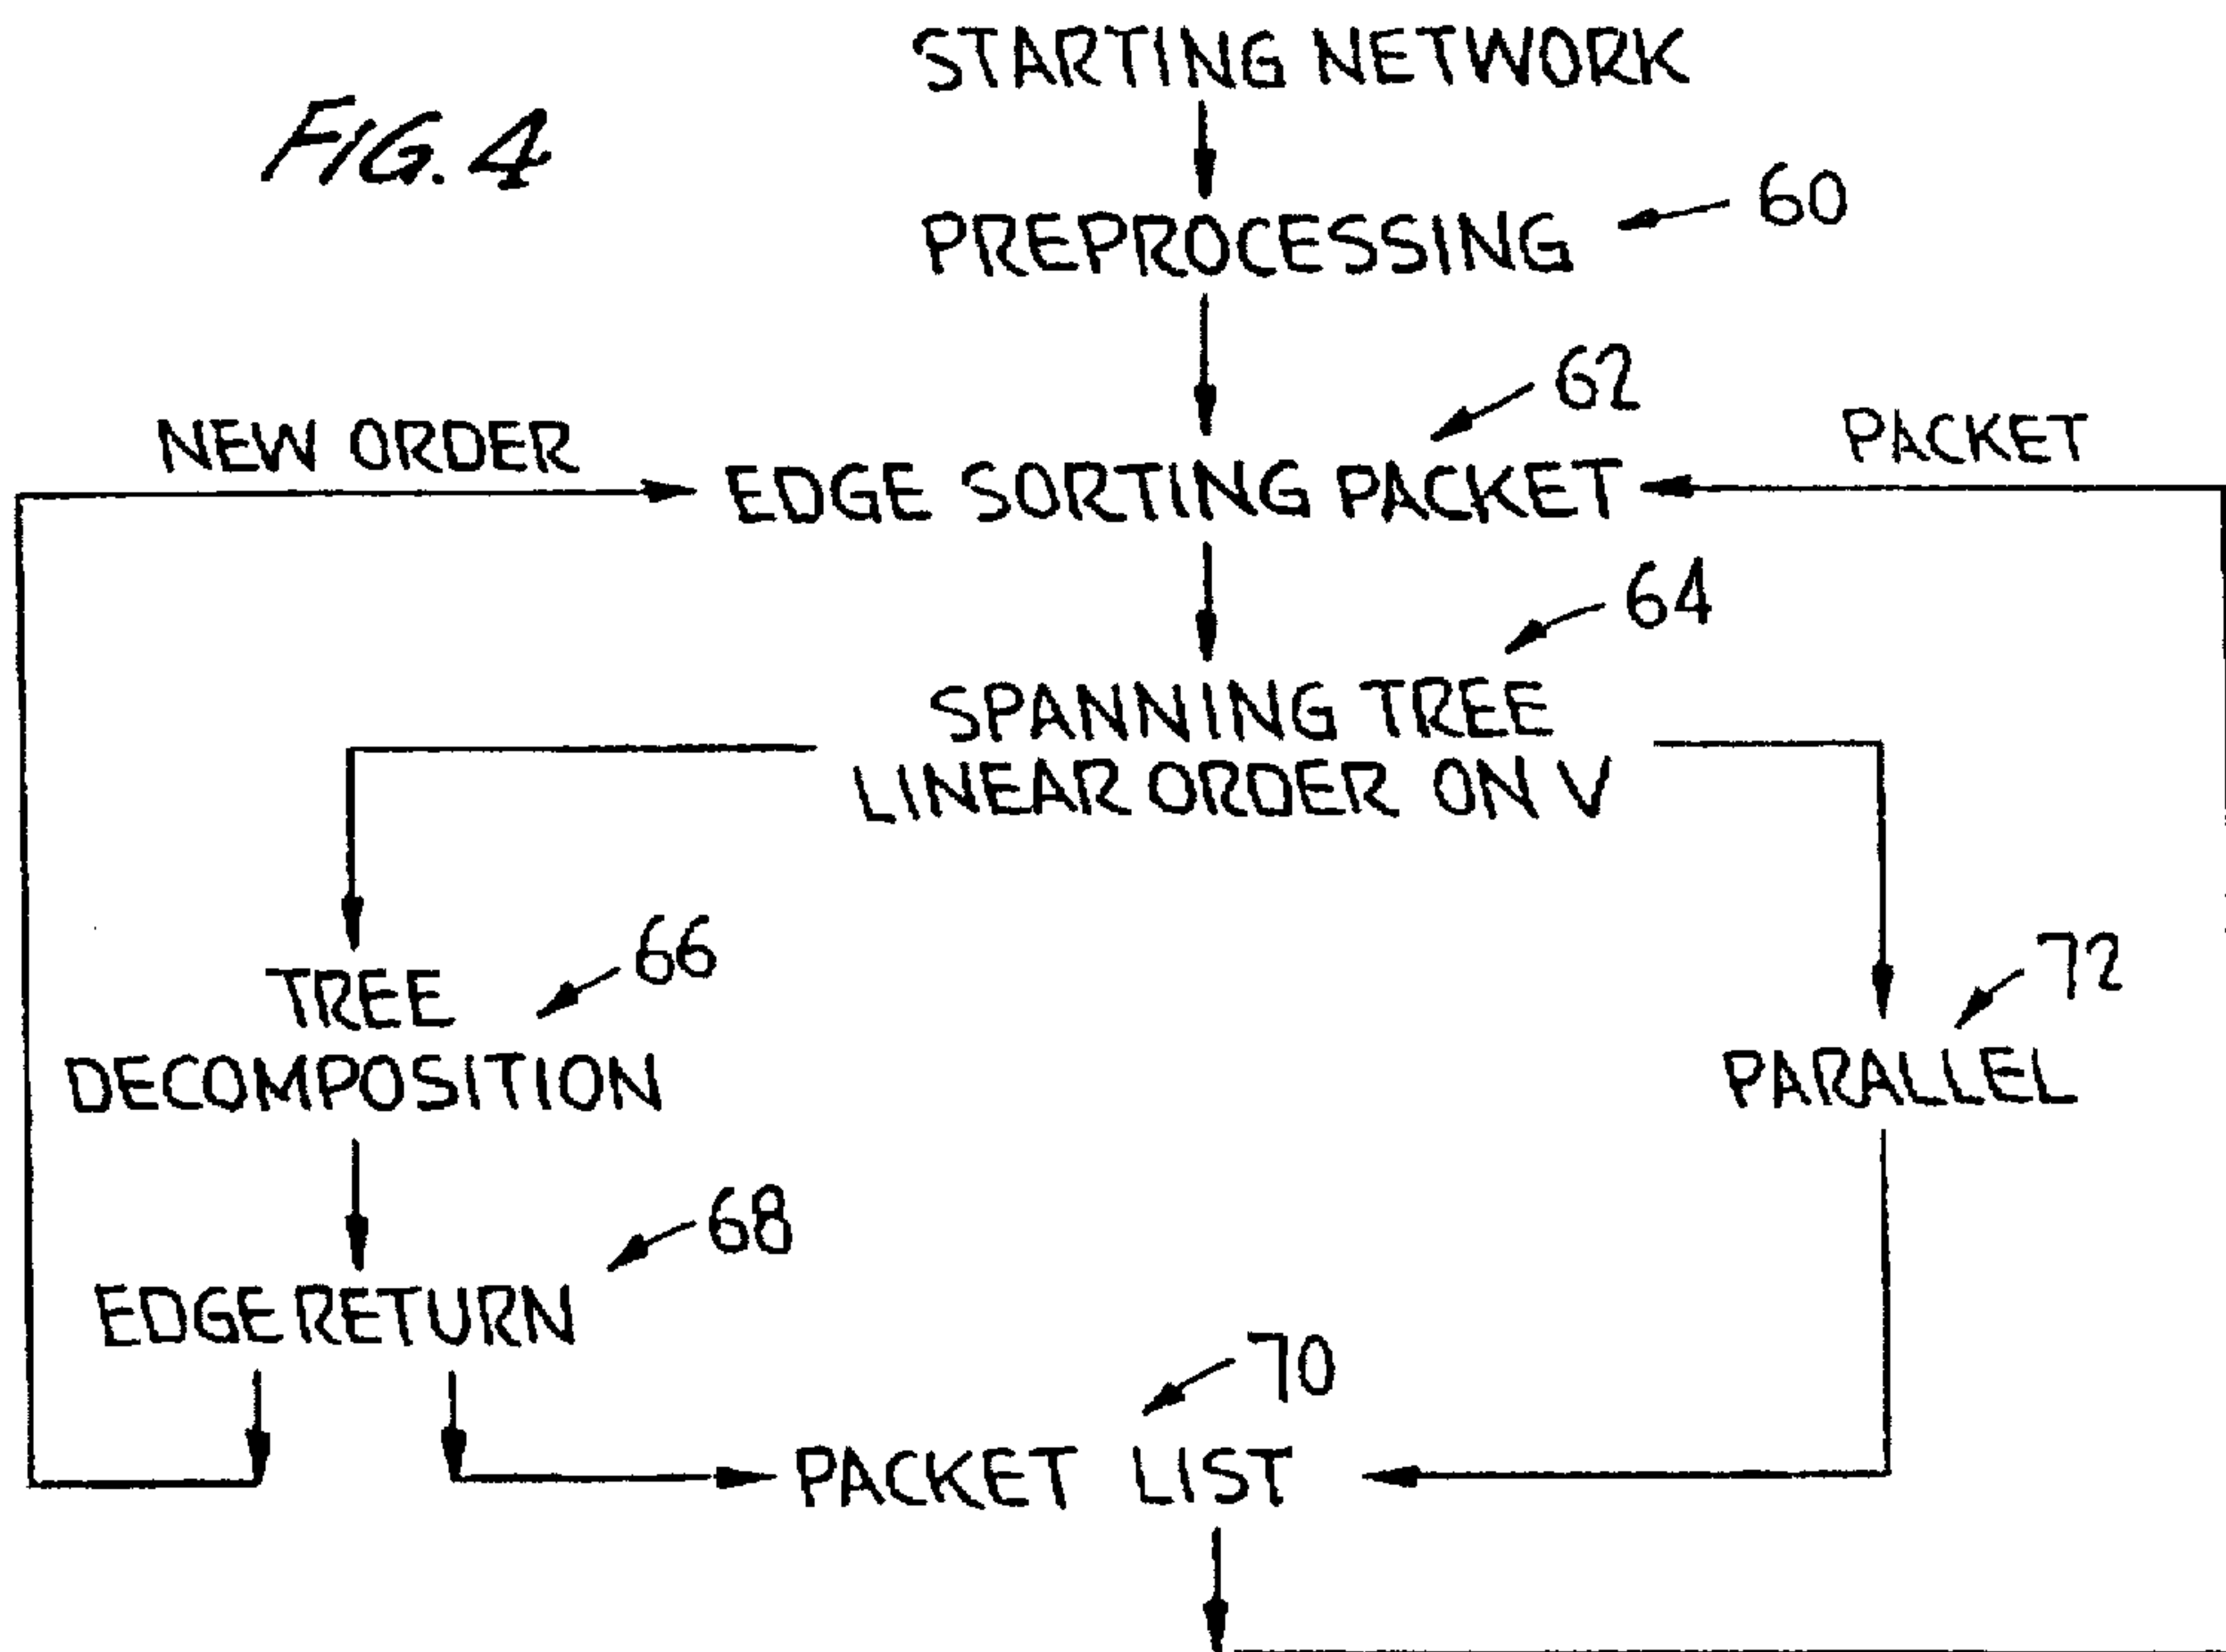 STARTING NETWORK
FIG. 4
PREPROCESSING
60
62
NEW ORDER
PACKET
EDGE SORTING PACKET
64
SPANNING TREE
LINEAR ORDER ON V
66
72
TREE
DECOMPOSITION
PARALLEL
68
EDGE RETURN
70
PACKET LIST